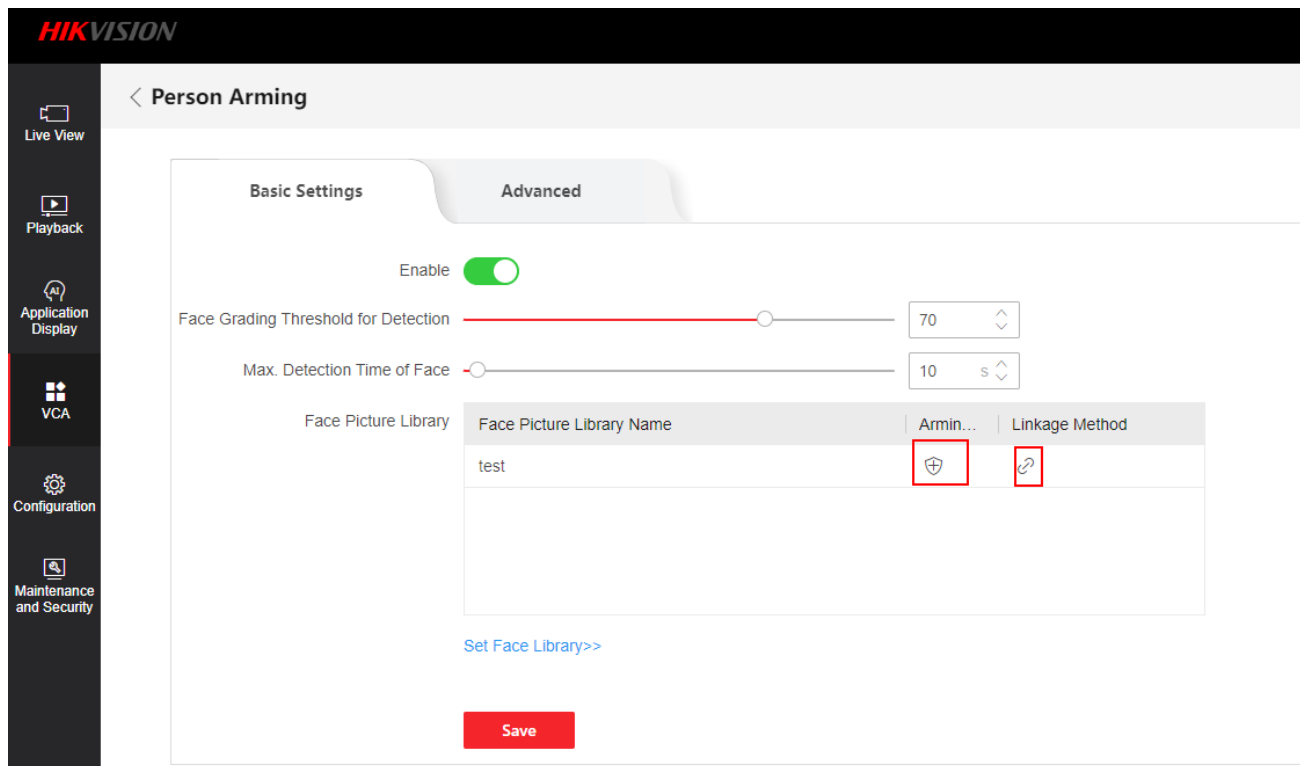 HIKVISION
Person Arming
Live View
Playback
AI
Application
Display
VCA
Configuration
Maintenance
and Security
Basic Settings
Advanced
Enable
Face Grading Threshold for Detection
70
Max. Detection Time of Face
10 s
Face Picture Library
Face Picture Library Name
Armin...
Linkage Method
test
Set Face Library>>
Save